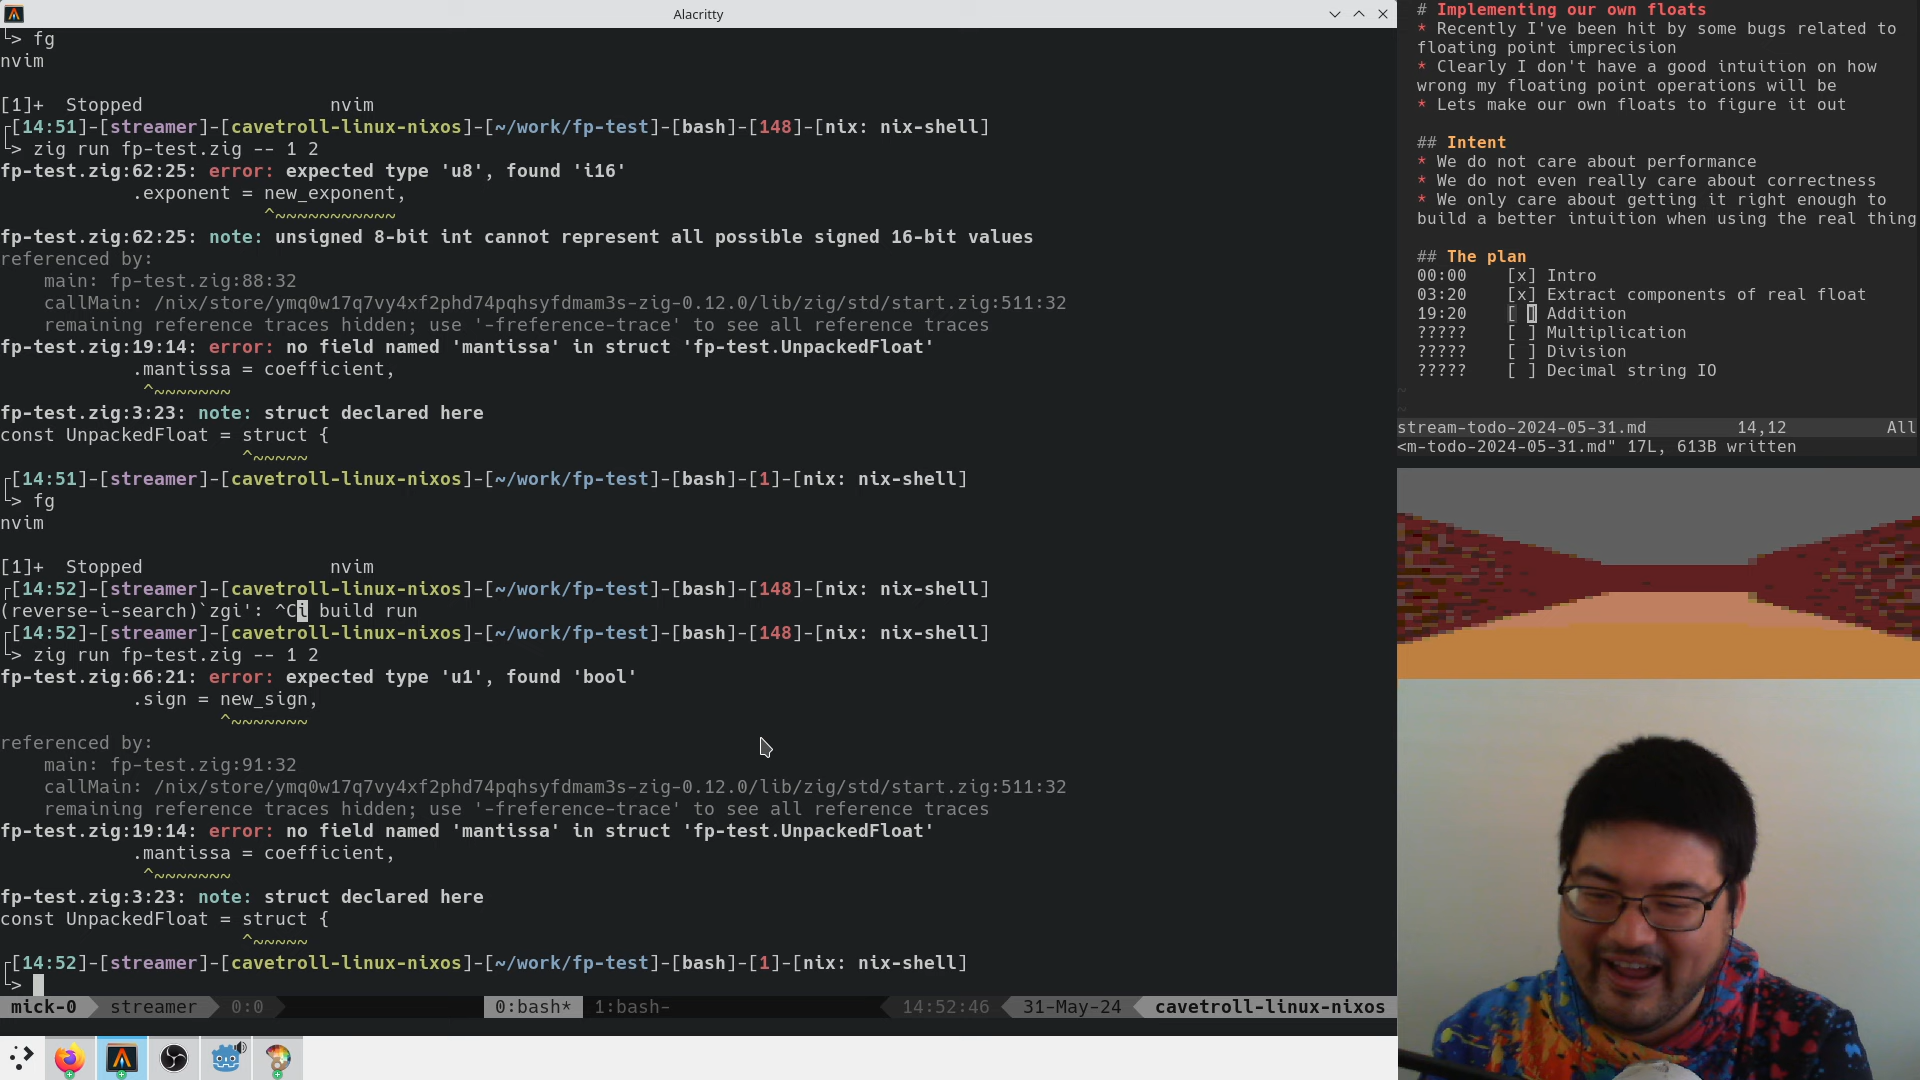 Alacritty
└> fg
nvim
[1]+  Stopped                 nvim
┌[14:51]-[streamer]-[cavetroll-linux-nixos]-[~/work/fp-test]-[bash]-[148]-[nix: nix-shell]
└> zig run fp-test.zig -- 1 2
fp-test.zig:62:25: error: expected type 'u8', found 'i16'
            .exponent = new_exponent,
                        ^~~~~~~~~~~~
fp-test.zig:62:25: note: unsigned 8-bit int cannot represent all possible signed 16-bit values
referenced by:
    main: fp-test.zig:88:32
    callMain: /nix/store/ymq0w17q7vy4xf2phd74pqhsyfdmam3s-zig-0.12.0/lib/zig/std/start.zig:511:32
    remaining reference traces hidden; use '-freference-trace' to see all reference traces
fp-test.zig:19:14: error: no field named 'mantissa' in struct 'fp-test.UnpackedFloat'
            .mantissa = coefficient,
             ^~~~~~~~
fp-test.zig:3:23: note: struct declared here
const UnpackedFloat = struct {
                      ^~~~~~
┌[14:51]-[streamer]-[cavetroll-linux-nixos]-[~/work/fp-test]-[bash]-[1]-[nix: nix-shell]
└> fg
nvim
[1]+  Stopped                 nvim
┌[14:52]-[streamer]-[cavetroll-linux-nixos]-[~/work/fp-test]-[bash]-[148]-[nix: nix-shell]
(reverse-i-search)`zgi': ^Ci build run
┌[14:52]-[streamer]-[cavetroll-linux-nixos]-[~/work/fp-test]-[bash]-[148]-[nix: nix-shell]
└> zig run fp-test.zig -- 1 2
fp-test.zig:66:21: error: expected type 'u1', found 'bool'
            .sign = new_sign,
                    ^~~~~~~~
referenced by:
    main: fp-test.zig:91:32
    callMain: /nix/store/ymq0w17q7vy4xf2phd74pqhsyfdmam3s-zig-0.12.0/lib/zig/std/start.zig:511:32
    remaining reference traces hidden; use '-freference-trace' to see all reference traces
fp-test.zig:19:14: error: no field named 'mantissa' in struct 'fp-test.UnpackedFloat'
            .mantissa = coefficient,
             ^~~~~~~~
fp-test.zig:3:23: note: struct declared here
const UnpackedFloat = struct {
                      ^~~~~~
┌[14:52]-[streamer]-[cavetroll-linux-nixos]-[~/work/fp-test]-[bash]-[1]-[nix: nix-shell]
└>
mick-0 streamer 0:0 0:bash* 1:bash- 14:52:46 31-May-24 cavetroll-linux-nixos
# Implementing our own floats
* Recently I've been hit by some bugs related to
floating point imprecision
* Clearly I don't have a good intuition on how
wrong my floating point operations will be
* Lets make our own floats to figure it out
## Intent
* We do not care about performance
* We do not even really care about correctness
* We only care about getting it right enough to
build a better intuition when using the real thing
## The plan
00:00    [x] Intro
03:20    [x] Extract components of real float
19:20    [ ] Addition
?????    [ ] Multiplication
?????    [ ] Division
?????    [ ] Decimal string IO
~
~
stream-todo-2024-05-31.md         14,12          All
<m-todo-2024-05-31.md" 17L, 613B written